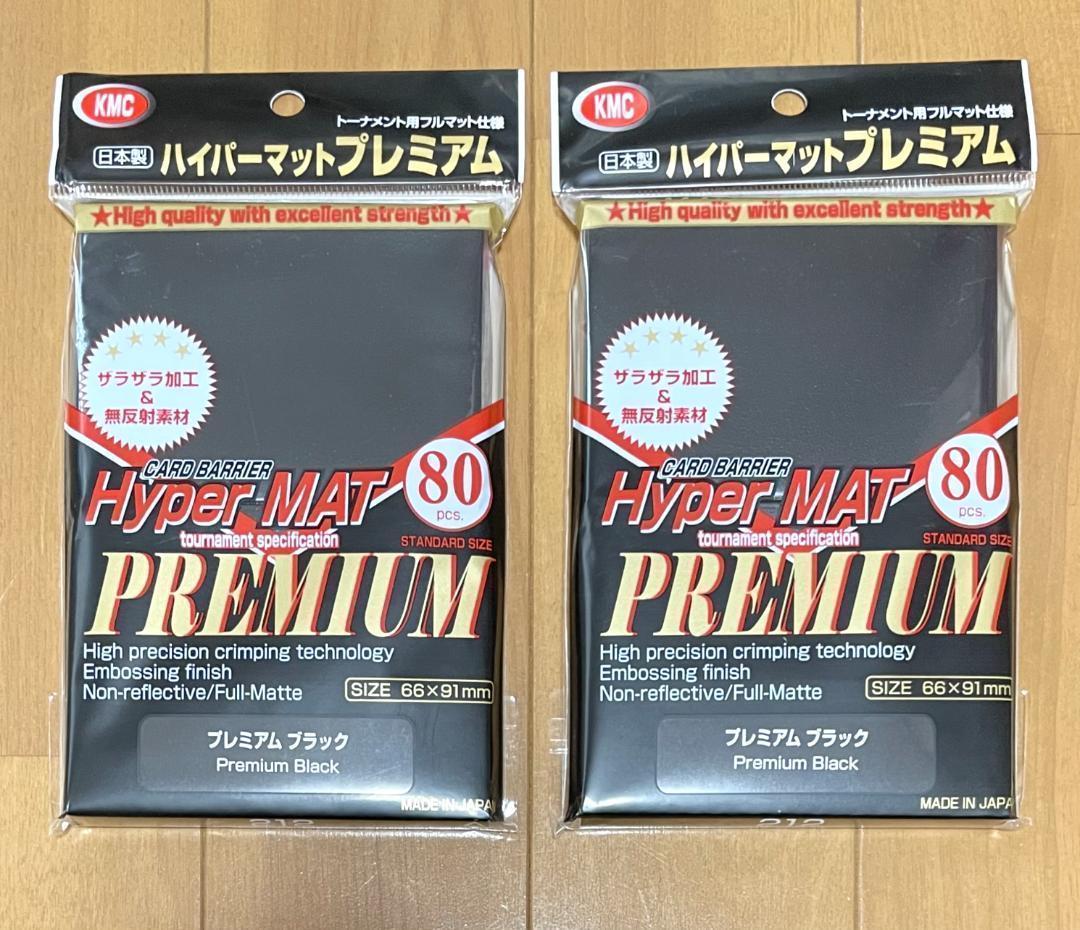 KMC
トーナメント用フルマット仕様
日本製 ハイパーマットプレミアム
★High quality with excellent strength★
ザラザラ加工
&
無反射素材
CARD BARRIER
Hyper MAT
80
pcs.
tournament specification
STANDARD SIZE
PREMIUM
High precision crimping technology
Embossing finish
Non-reflective/Full-Matte
SIZE 66×91mm
プレミアム ブラック
Premium Black
MADE IN JAPA
KMC
トーナメント用フルマット仕様
日本製 ハイパーマットプレミアム
★High quality with excellent strength★
ザラザラ加工
&
無反射素材
CARD BARRIER
Hyper MAT
80
pcs.
tournament specification
STANDARD SIZE
PREMIUM
High precision crimping technology
Embossing finish
Non-reflective/Full-Matte
SIZE 66×91mm
プレミアム ブラック
Premium Black
MADE IN JAPA